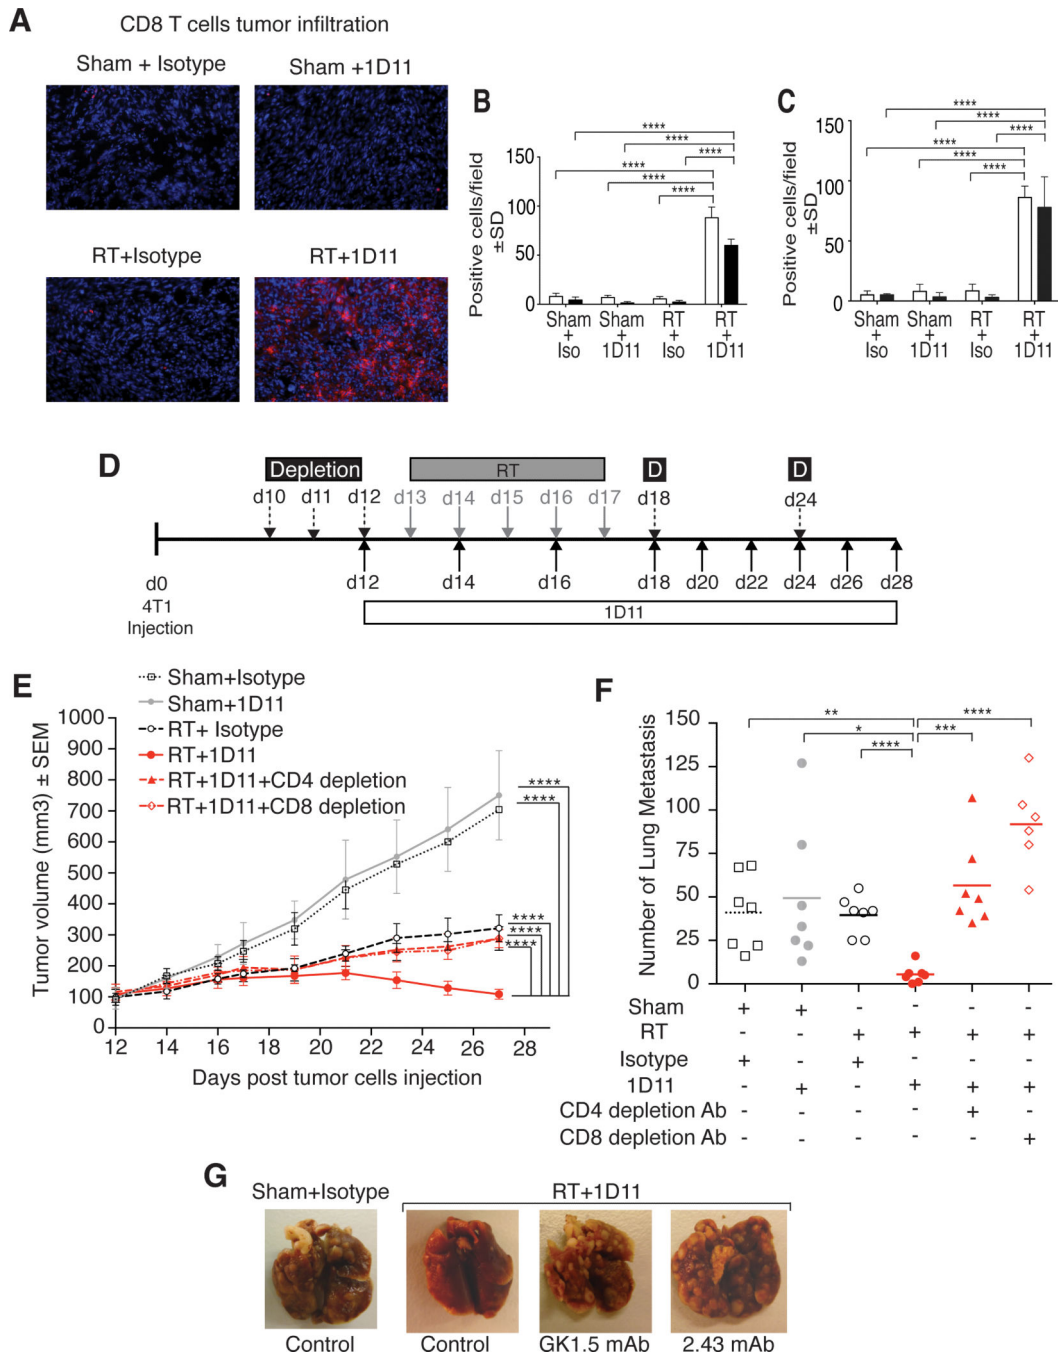 A
CD8 T cells tumor infiltration
Sham + Isotype
Sham +1D11
RT+Isotype
RT+1D11
B
Positive cells/field
±SD
150
100
50
0
****
****
****
****
****
****
Sham + Iso
Sham + 1D11
RT + Iso
RT + 1D11
C
Positive cells/field
±SD
150
100
50
0
****
****
****
****
****
****
Sham + Iso
Sham + 1D11
RT + Iso
RT + 1D11
D
Depletion
RT
D
D
d10 d11 d12 d13 d14 d15 d16 d17 d18 d24
d0 d12 d14 d16 d18 d20 d22 d24 d26 d28
4T1
Injection
1D11
E
Sham+Isotype
Sham+1D11
RT+ Isotype
RT+1D11
RT+1D11+CD4 depletion
RT+1D11+CD8 depletion
Tumor volume (mm3) ± SEM
1000
900
800
700
600
500
400
300
200
100
0
****
****
****
****
****
12 14 16 18 20 22 24 26 28
Days post tumor cells injection
F
Number of Lung Metastasis
150
125
100
75
50
25
0
** ****
* ***
****
Sham + + - - - -
RT - - + + + +
Isotype + - + - - -
1D11 - + - + + +
CD4 depletion Ab - - - - + -
CD8 depletion Ab - - - - - +
G
Sham+Isotype
RT+1D11
Control
Control
GK1.5 mAb
2.43 mAb